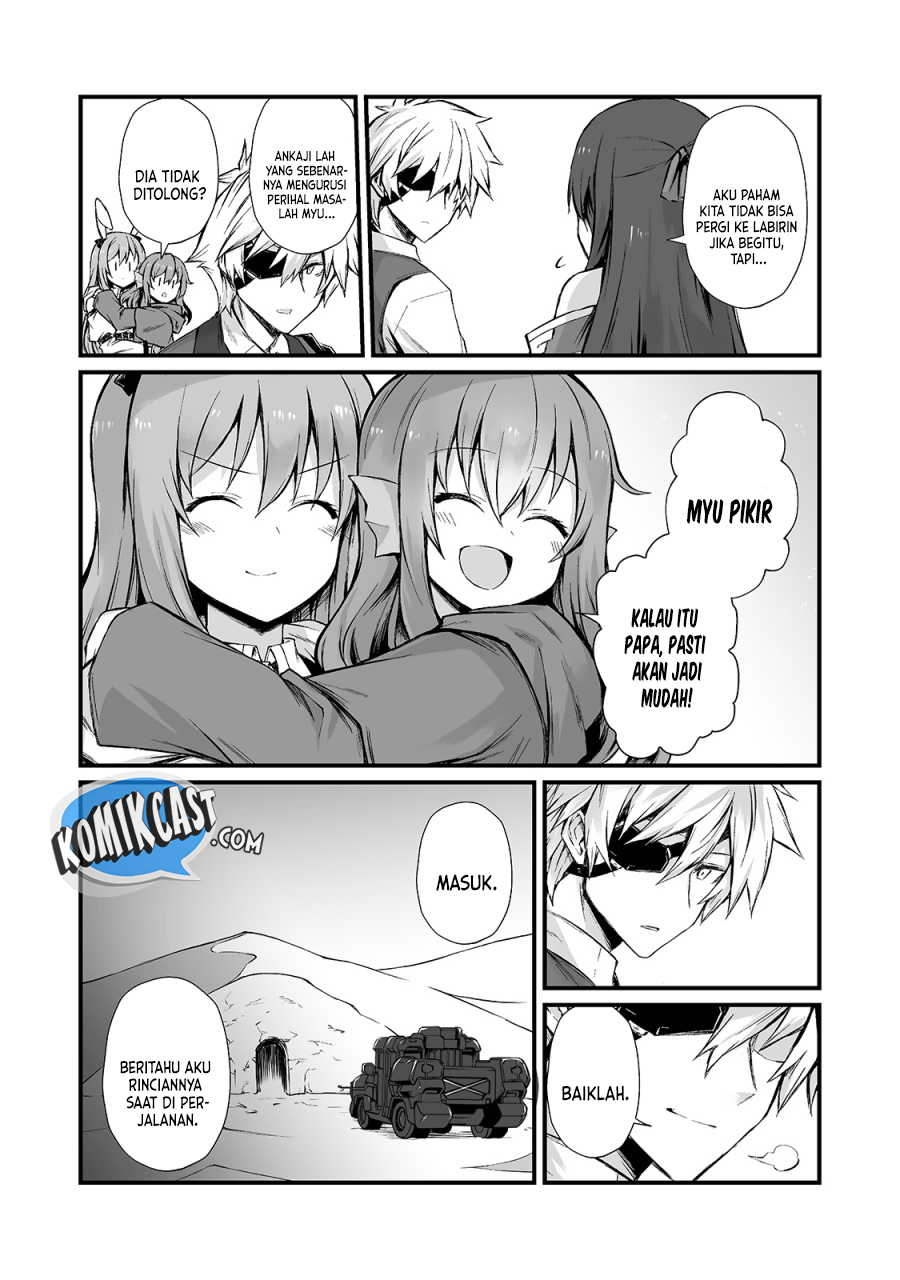 AKU PAHAM
KITA TIDAK BISA
PERGI KE LABIRIN
JIKA BEGITU,
TAPI...
ANKAJI LAH
YANG SEBENAR-
NYA MENGURUSI
PERIHAL MASA-
LAH MYU...
DIA TIDAK
DITOLONG?
MYU PIKIR
KALAU ITU
PAPA, PASTI
AKAN JADI
MUDAH!
BAIKLAH.
MASUK.
BERITAHU AKU
RINCIANNYA
SAAT DI PER-
JALANAN.
KOMIKCAST.COM